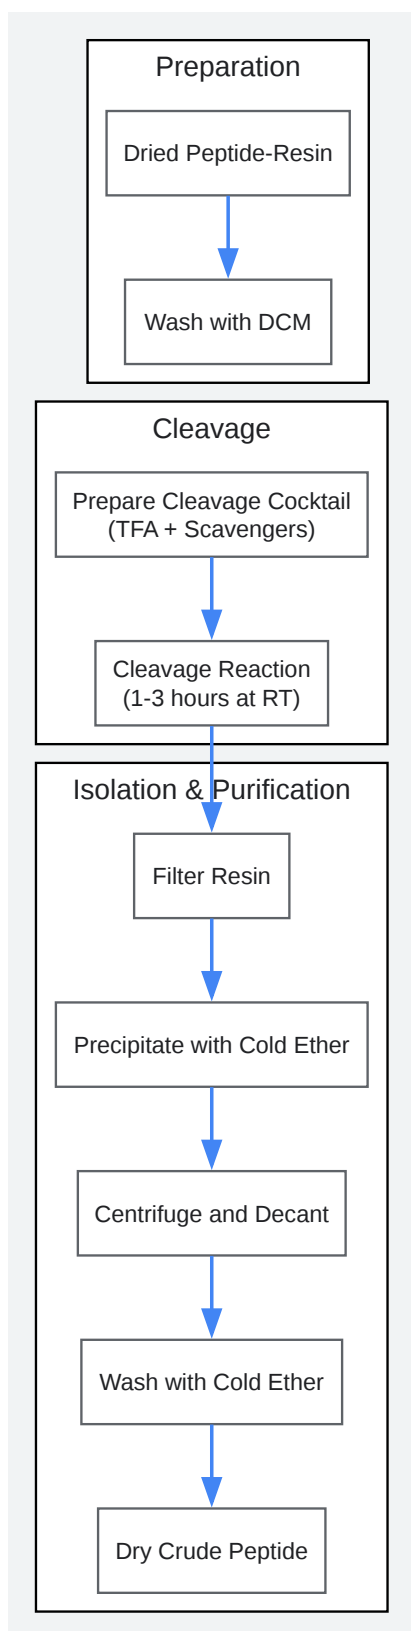 Preparation
Dried Peptide-Resin
Wash with DCM
Cleavage
Prepare Cleavage Cocktail
(TFA + Scavengers)
Cleavage Reaction
(1-3 hours at RT)
Isolation & Purification
Filter Resin
Precipitate with Cold Ether
Centrifuge and Decant
Wash with Cold Ether
Dry Crude Peptide